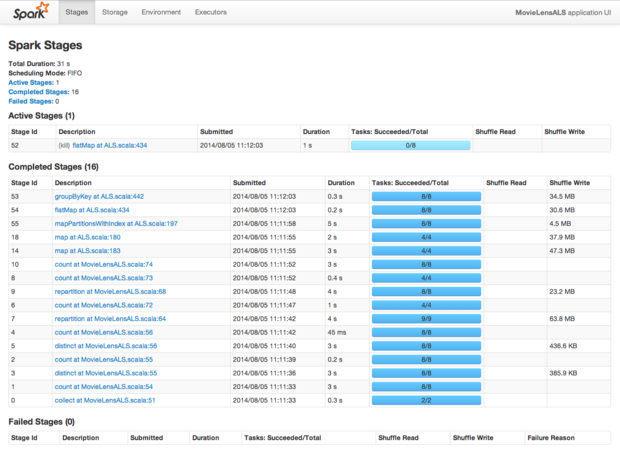 Spark Stages Storage Environment Executors MovieLensALS application UI
Spark Stages
Total Duration: 31 s
Scheduling Mode: FIFO
Active Stages: 1
Completed Stages: 16
Failed Stages: 0
Active Stages (1)
Stage Id Description Submitted Duration Tasks: Succeeded/Total Shuffle Read Shuffle Write
52 (kill) flatMap at ALS.scala:434 2014/08/05 11:12:03 1 s 0/8
Completed Stages (16)
Stage Id Description Submitted Duration Tasks: Succeeded/Total Shuffle Read Shuffle Write
53 groupByKey at ALS.scala:442 2014/08/05 11:12:03 0.3 s 8/8 34.5 MB
54 flatMap at ALS.scala:434 2014/08/05 11:12:03 0.2 s 8/8 30.6 MB
55 mapPartitionsWithIndex at ALS.scala:197 2014/08/05 11:11:58 5 s 8/8 4.5 MB
18 map at ALS.scala:180 2014/08/05 11:11:55 2 s 4/4 37.9 MB
14 map at ALS.scala:183 2014/08/05 11:11:55 3 s 4/4 47.3 MB
10 count at MovieLensALS.scala:74 2014/08/05 11:11:52 3 s 8/8
8 count at MovieLensALS.scala:73 2014/08/05 11:11:52 0.4 s 4/4
9 repartition at MovieLensALS.scala:68 2014/08/05 11:11:48 4 s 8/8 23.2 MB
6 count at MovieLensALS.scala:72 2014/08/05 11:11:47 1 s 4/4
7 repartition at MovieLensALS.scala:64 2014/08/05 11:11:42 4 s 9/9 63.8 MB
4 count at MovieLensALS.scala:56 2014/08/05 11:11:42 45 ms 8/8
5 distinct at MovieLensALS.scala:56 2014/08/05 11:11:40 3 s 8/8 436.6 KB
2 count at MovieLensALS.scala:55 2014/08/05 11:11:39 0.2 s 8/8
3 distinct at MovieLensALS.scala:55 2014/08/05 11:11:36 3 s 8/8 385.9 KB
1 count at MovieLensALS.scala:54 2014/08/05 11:11:33 3 s 8/8
0 collect at MovieLensALS.scala:51 2014/08/05 11:11:33 0.3 s 2/2
Failed Stages (0)
Stage Id Description Submitted Duration Tasks: Succeeded/Total Shuffle Read Shuffle Write Failure Reason